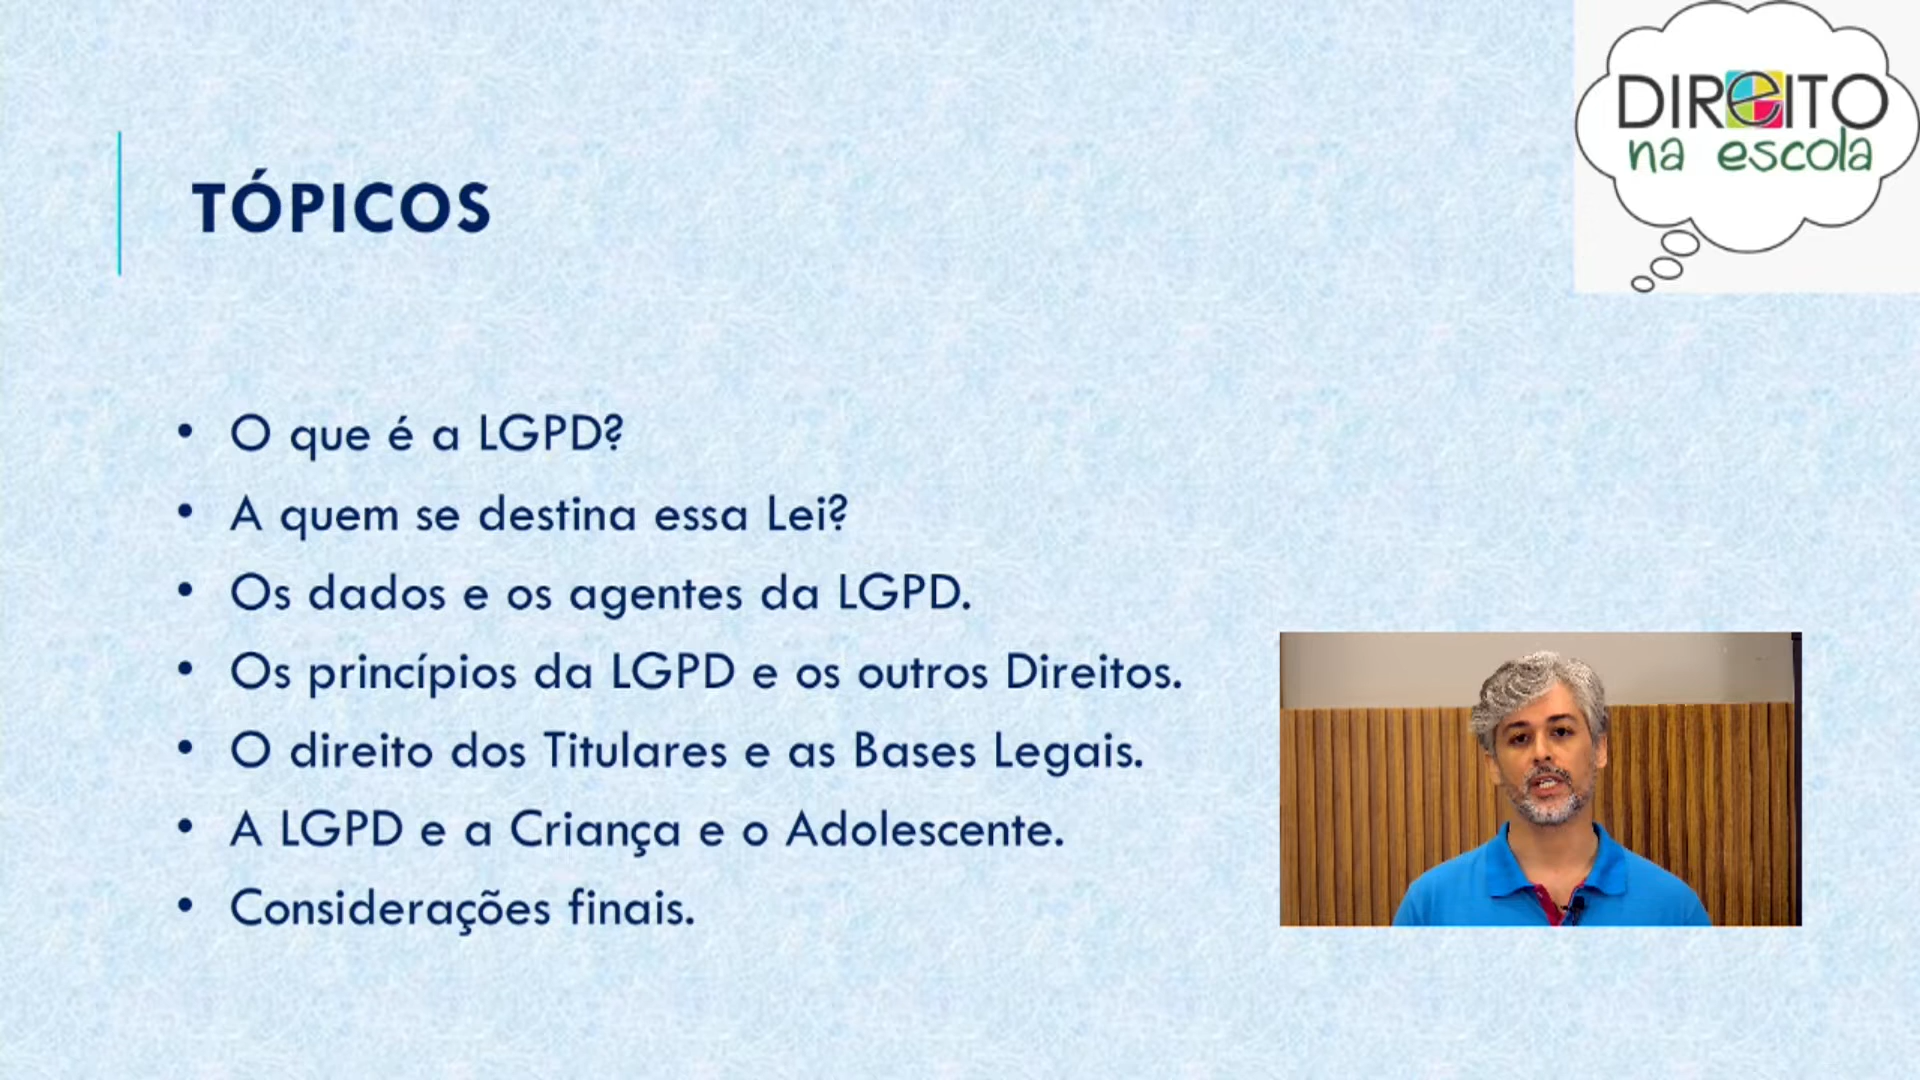 DIREITO
na escola
TÓPICOS
• O que é a LGPD?
• A quem se destina essa Lei?
• Os dados e os agentes da LGPD.
• Os princípios da LGPD e os outros Direitos.
• O direito dos Titulares e as Bases Legais.
• A LGPD e a Criança e o Adolescente.
• Considerações finais.